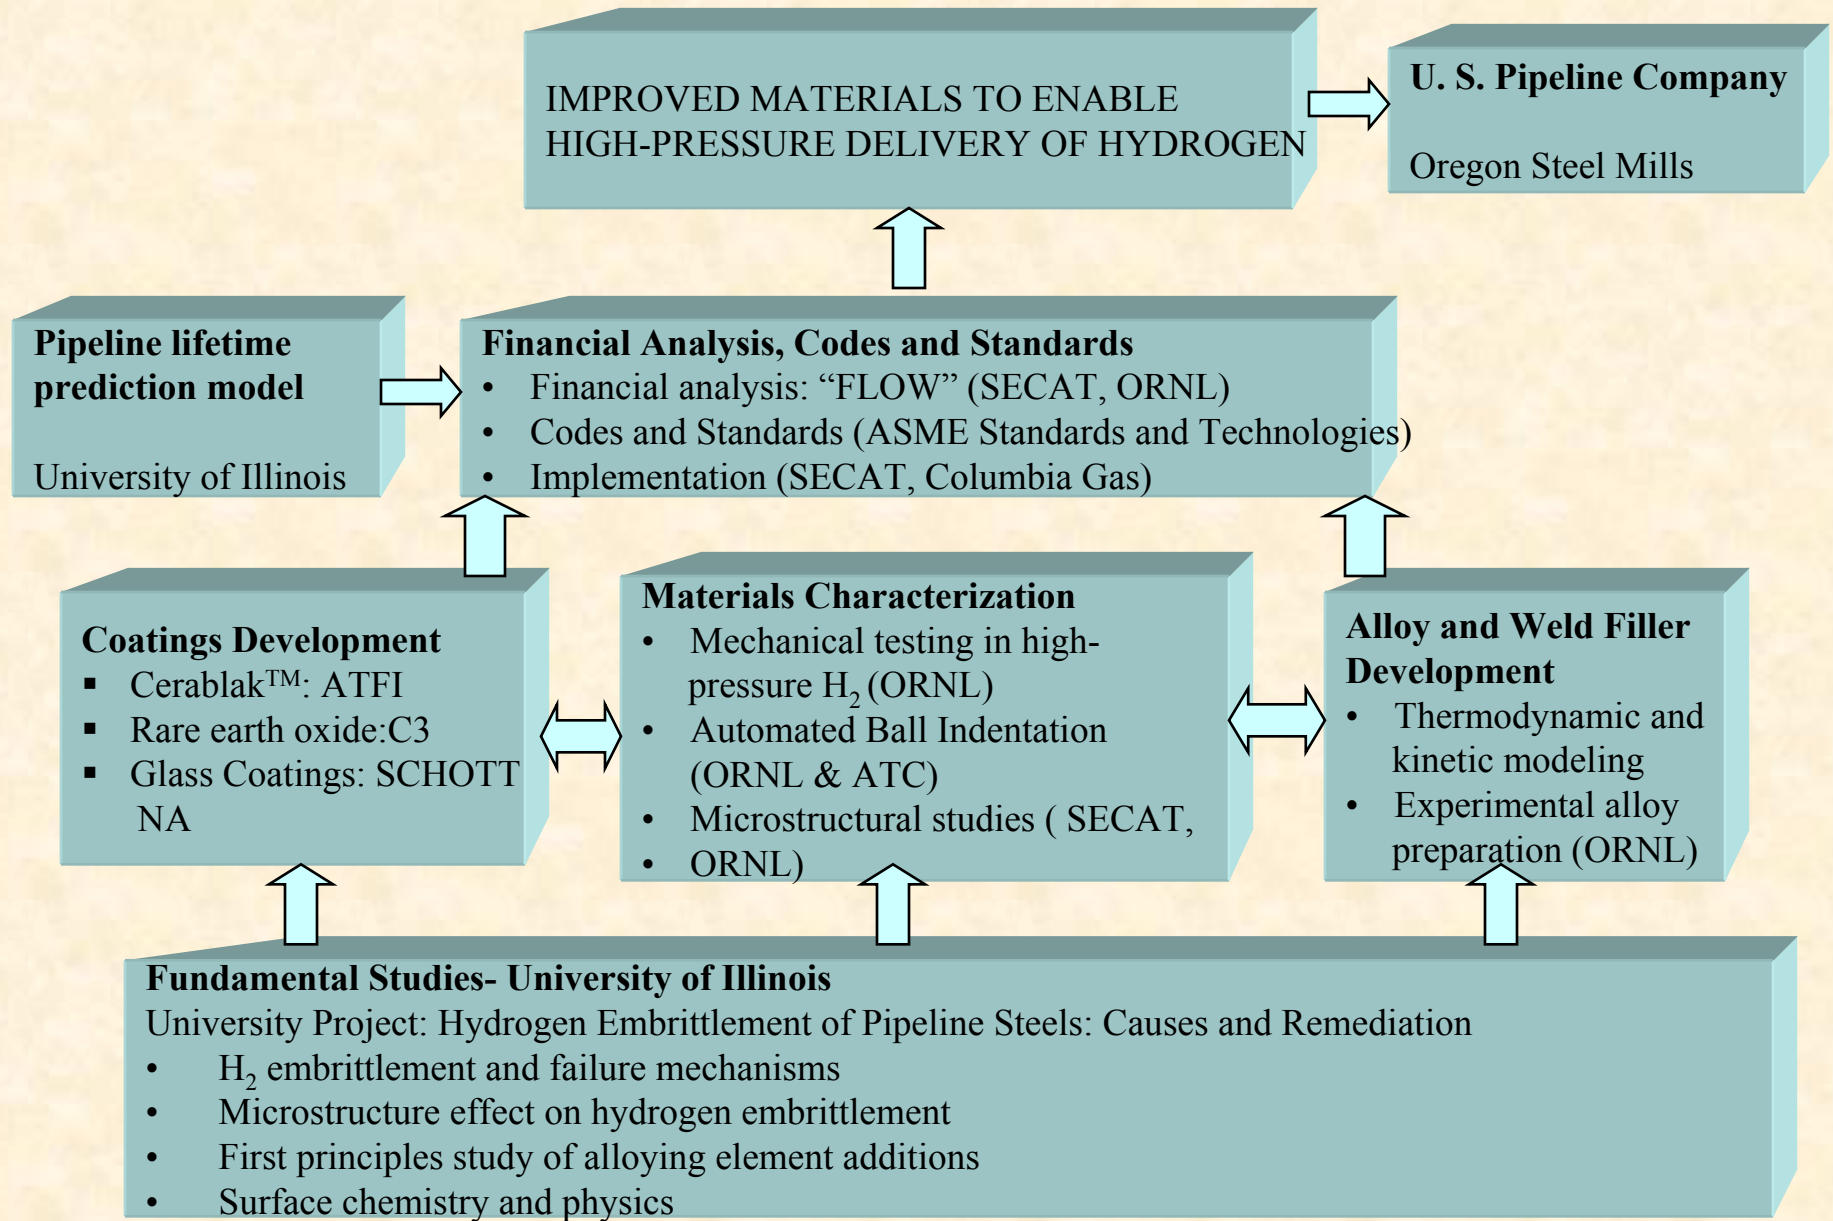 IMPROVED MATERIALS TO ENABLE
HIGH-PRESSURE DELIVERY OF HYDROGEN
U. S. Pipeline Company
Oregon Steel Mills
Pipeline lifetime
prediction model
University of Illinois
Financial Analysis, Codes and Standards
• Financial analysis: “FLOW” (SECAT, ORNL)
• Codes and Standards (ASME Standards and Technologies)
• Implementation (SECAT, Columbia Gas)
Coatings Development
▪ Cerablak™: ATFI
▪ Rare earth oxide:C3
▪ Glass Coatings: SCHOTT
NA
Materials Characterization
• Mechanical testing in high-
pressure H₂ (ORNL)
• Automated Ball Indentation
(ORNL & ATC)
• Microstructural studies ( SECAT,
• ORNL)
Alloy and Weld Filler
Development
• Thermodynamic and
kinetic modeling
• Experimental alloy
preparation (ORNL)
Fundamental Studies- University of Illinois
University Project: Hydrogen Embrittlement of Pipeline Steels: Causes and Remediation
• H₂ embrittlement and failure mechanisms
• Microstructure effect on hydrogen embrittlement
• First principles study of alloying element additions
• Surface chemistry and physics